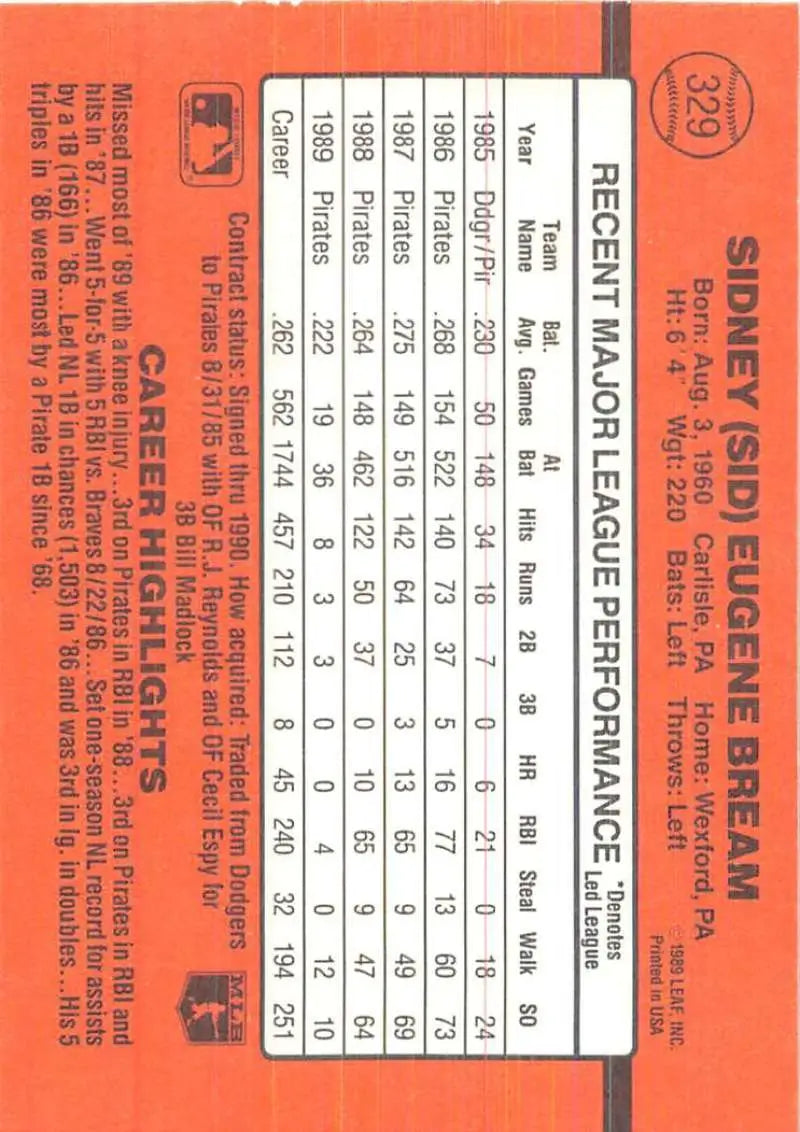 329
SIDNEY (SID) EUGENE BREAM
Born: Aug. 3, 1960 Carlisle, PA Home: Wexford, PA
Ht: 6'4" Wgt: 220 Bats: Left Throws: Left
© 1989 LEAF, INC.
Printed in USA
RECENT MAJOR LEAGUE PERFORMANCE *Denotes Led League
Year Team Name Bat. Avg. Games At Bat Hits Runs 2B 3B HR RBI Steal Walk SO
1985 Ddgr/Pir .230 50 148 34 18 7 0 6 21 0 18 24
1986 Pirates .268 154 522 140 73 37 5 16 77 13 60 73
1987 Pirates .275 149 516 142 64 25 3 13 65 9 49 69
1988 Pirates .264 148 462 122 50 37 0 10 65 9 47 64
1989 Pirates .222 19 36 8 3 3 0 0 4 0 12 10
Career .262 562 1744 457 210 112 8 45 240 32 194 251
Contract status: Signed thru 1990. How acquired: Traded from Dodgers
to Pirates 8/31/85 with OF R.J. Reynolds and OF Cecil Espy for
3B Bill Madlock
MLB
CAREER HIGHLIGHTS
Missed most of '89 with a knee injury...3rd on Pirates in RBI in '88...3rd on Pirates in RBI and
hits in '87...Went 5-for-5 with 5 RBI vs. Braves 8/22/86...Set one-season NL record for assists
by a 1B (166) in '86...Led NL 1B in chances (1,503) in '86 and was 3rd in lg. in doubles...His 5
triples in '86 were most by a Pirate 1B since '68.